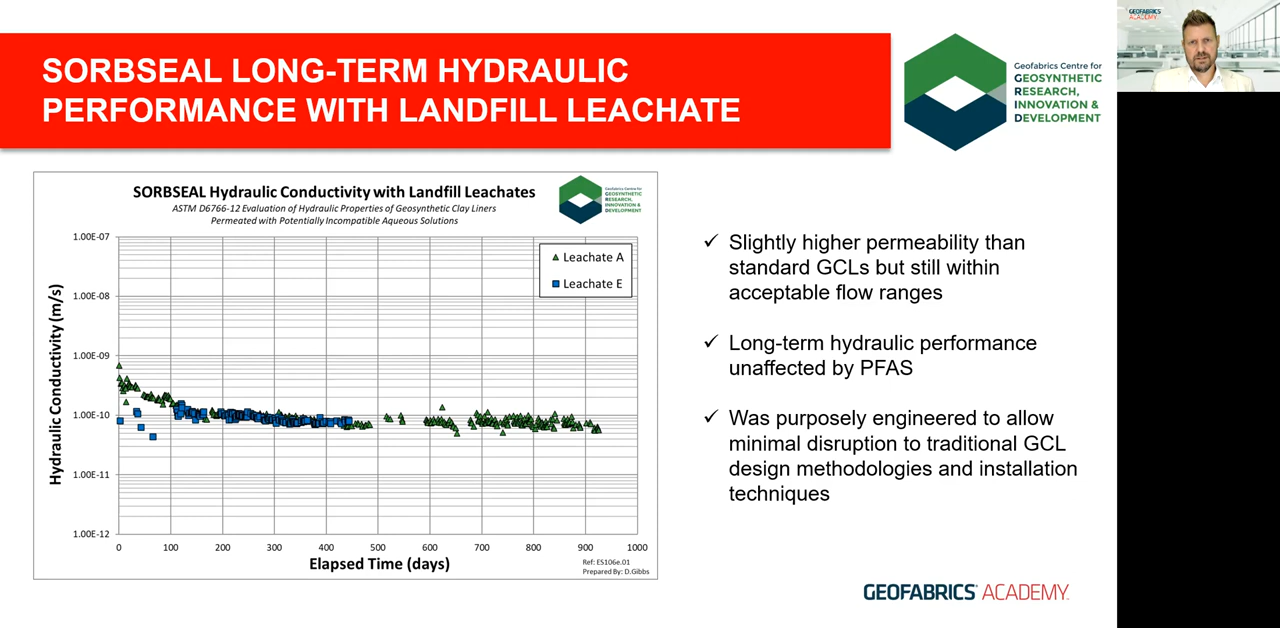 SORBSEAL LONG-TERM HYDRAULIC
PERFORMANCE WITH LANDFILL LEACHATE
Geofabrics Centre for
GEOSYNTHETIC
RESEARCH,
INNOVATION &
DEVELOPMENT
GEOFABRICS
ACADEMY
SORBSEAL Hydraulic Conductivity with Landfill Leachates
ASTM D6766-12 Evaluation of Hydraulic Properties of Geosynthetic Clay Liners
Permeated with Potentially Incompatible Aqueous Solutions
Geofabrics Centre for
GEOSYNTHETIC
RESEARCH,
INNOVATION &
DEVELOPMENT
Hydraulic Conductivity (m/s)
1.00E-07
1.00E-08
1.00E-09
1.00E-10
1.00E-11
1.00E-12
Leachate A
Leachate E
0 100 200 300 400 500 600 700 800 900 1000
Elapsed Time (days)
Ref: ES106e.01
Prepared By: D.Gibbs
✓ Slightly higher permeability than
standard GCLs but still within
acceptable flow ranges
✓ Long-term hydraulic performance
unaffected by PFAS
✓ Was purposely engineered to allow
minimal disruption to traditional GCL
design methodologies and installation
techniques
GEOFABRICS ACADEMY